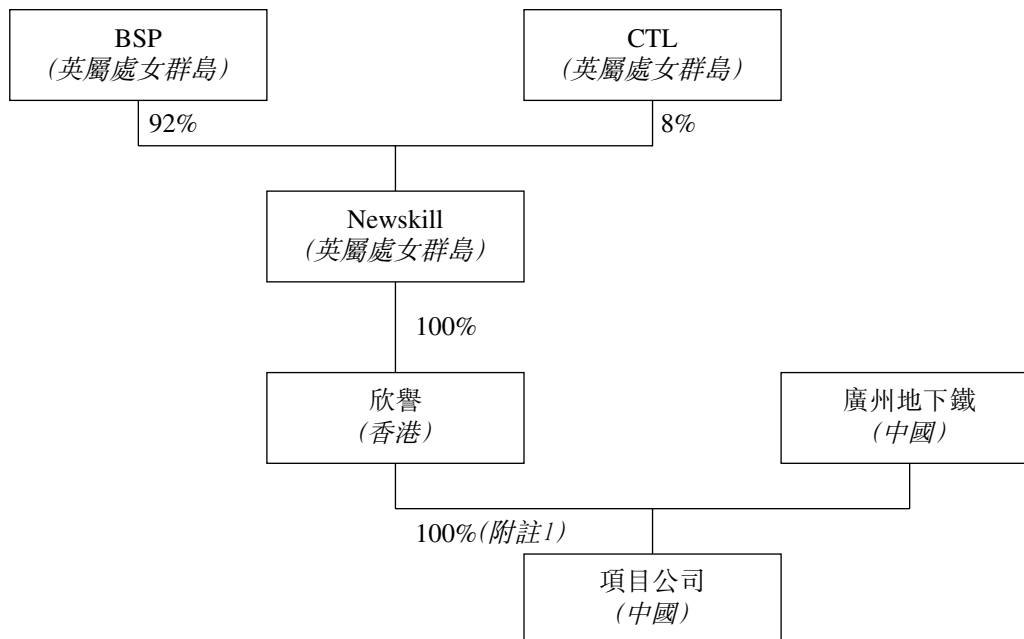 BSP
(英屬處女群島)
CTL
(英屬處女群島)
92%
8%
Newskill
(英屬處女群島)
100%
欣譽
(香港)
廣州地下鐵
(中國)
100%(附註1)
項目公司
(中國)